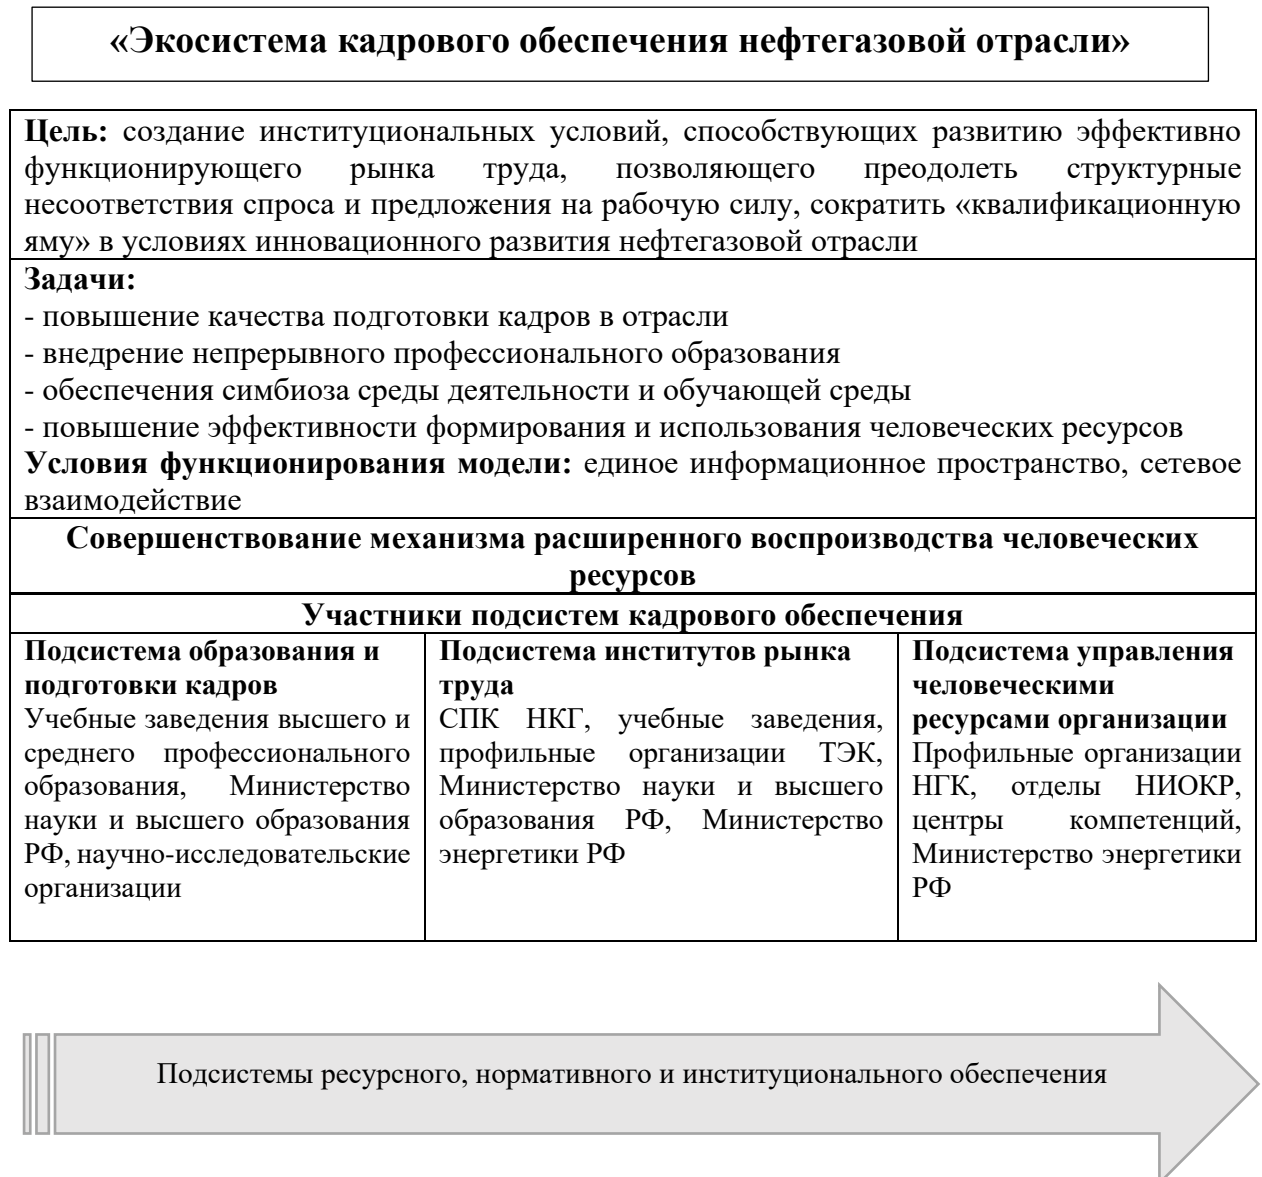 «Экосистема кадрового обеспечения нефтегазовой отрасли»
Цель: создание институциональных условий, способствующих развитию эффективно
функционирующего рынка труда, позволяющего преодолеть структурные
несоответствия спроса и предложения на рабочую силу, сократить «квалификационную
яму» в условиях инновационного развития нефтегазовой отрасли
Задачи:
- повышение качества подготовки кадров в отрасли
- внедрение непрерывного профессионального образования
- обеспечения симбиоза среды деятельности и обучающей среды
- повышение эффективности формирования и использования человеческих ресурсов
Условия функционирования модели: единое информационное пространство, сетевое
взаимодействие
Совершенствование механизма расширенного воспроизводства человеческих
ресурсов
Участники подсистем кадрового обеспечения
Подсистема образования и
подготовки кадров
Учебные заведения высшего и
среднего профессионального
образования, Министерство
науки и высшего образования
РФ, научно-исследовательские
организации
Подсистема институтов рынка
труда
СПК НКГ, учебные заведения,
профильные организации ТЭК,
Министерство науки и высшего
образования РФ, Министерство
энергетики РФ
Подсистема управления
человеческими
ресурсами организации
Профильные организации
НГК, отделы НИОКР,
центры компетенций,
Министерство энергетики
РФ
Подсистемы ресурсного, нормативного и институционального обеспечения